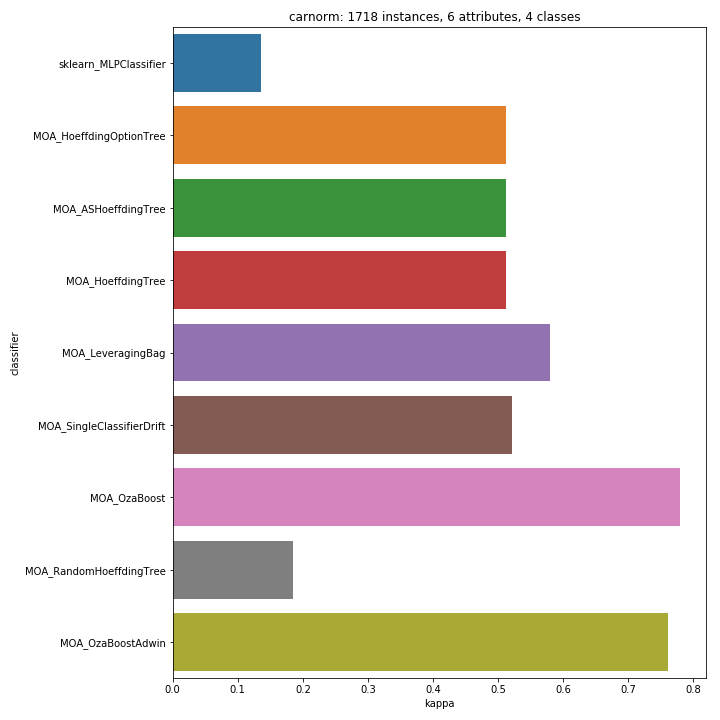 carnorm: 1718 instances, 6 attributes, 4 classes
sklearn_MLPClassifier
MOA_HoeffdingOptionTree
MOA_ASHoeffdingTree
MOA_HoeffdingTree
MOA_LeveragingBag
MOA_SingleClassifierDrift
MOA_OzaBoost
MOA_RandomHoeffdingTree
MOA_OzaBoostAdwin
classifier
0.0 0.1 0.2 0.3 0.4 0.5 0.6 0.7 0.8
kappa